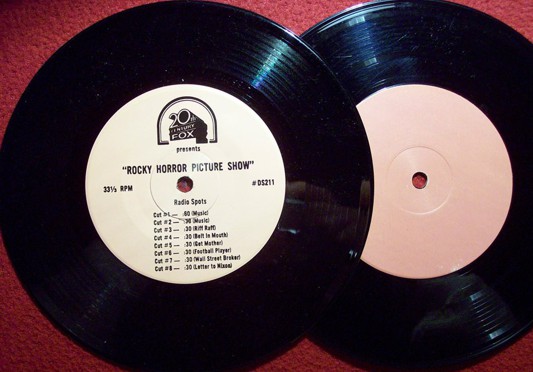 20th
CENTURY
FOX
presents
"ROCKY HORROR PICTURE SHOW"
33⅓ RPM #DS211
Radio Spots
Cut #1 — :60 (Music)
Cut #2 — :30 (Music)
Cut #3 — :30 (Riff Raff)
Cut #4 — :30 (Belt in Mouth)
Cut #5 — :30 (Get Mother)
Cut #6 — :30 (Football Player)
Cut #7 — :30 (Wall Street Broker)
Cut #8 — :30 (Letter to Nixon)